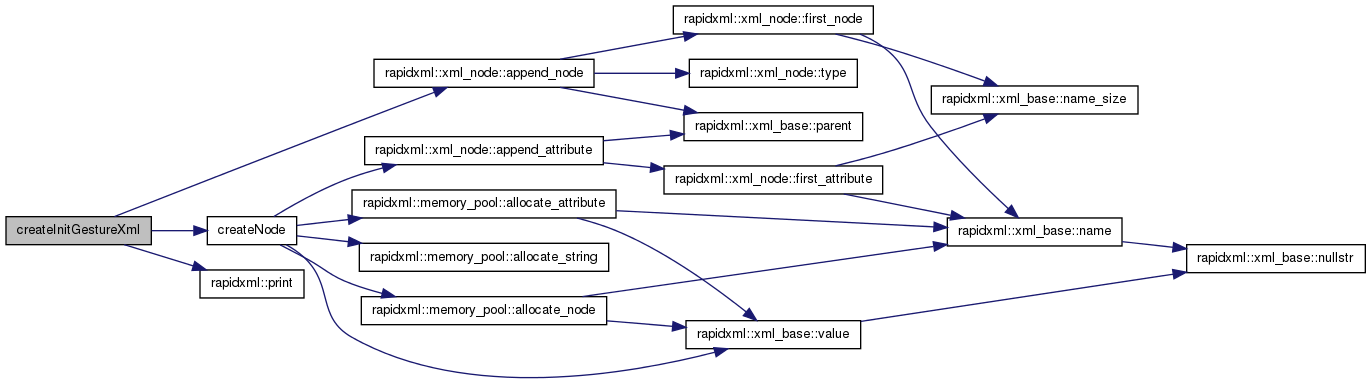 rapidxml::xml_node::first_node
rapidxml::xml_node::append_node
rapidxml::xml_node::type
rapidxml::xml_base::name_size
rapidxml::xml_base::parent
rapidxml::xml_node::append_attribute
rapidxml::xml_node::first_attribute
rapidxml::memory_pool::allocate_attribute
createInitGestureXml
createNode
rapidxml::xml_base::name
rapidxml::memory_pool::allocate_string
rapidxml::xml_base::nullstr
rapidxml::print
rapidxml::memory_pool::allocate_node
rapidxml::xml_base::value